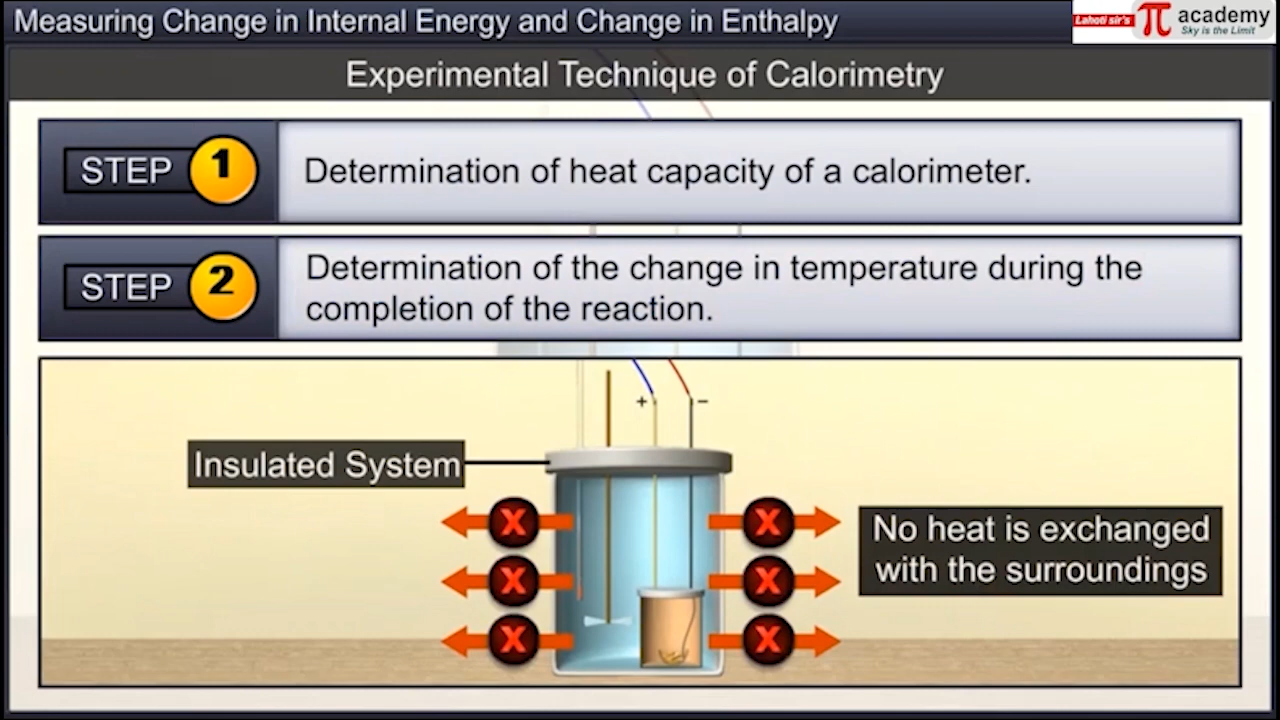 Measuring Change in Internal Energy and Change in Enthalpy
Lahoti sir's π academy
Sky is the Limit
Experimental Technique of Calorimetry
STEP 1
Determination of heat capacity of a calorimeter.
STEP 2
Determination of the change in temperature during the
completion of the reaction.
+ −
Insulated System
X X
No heat is exchanged
with the surroundings
X X
X X